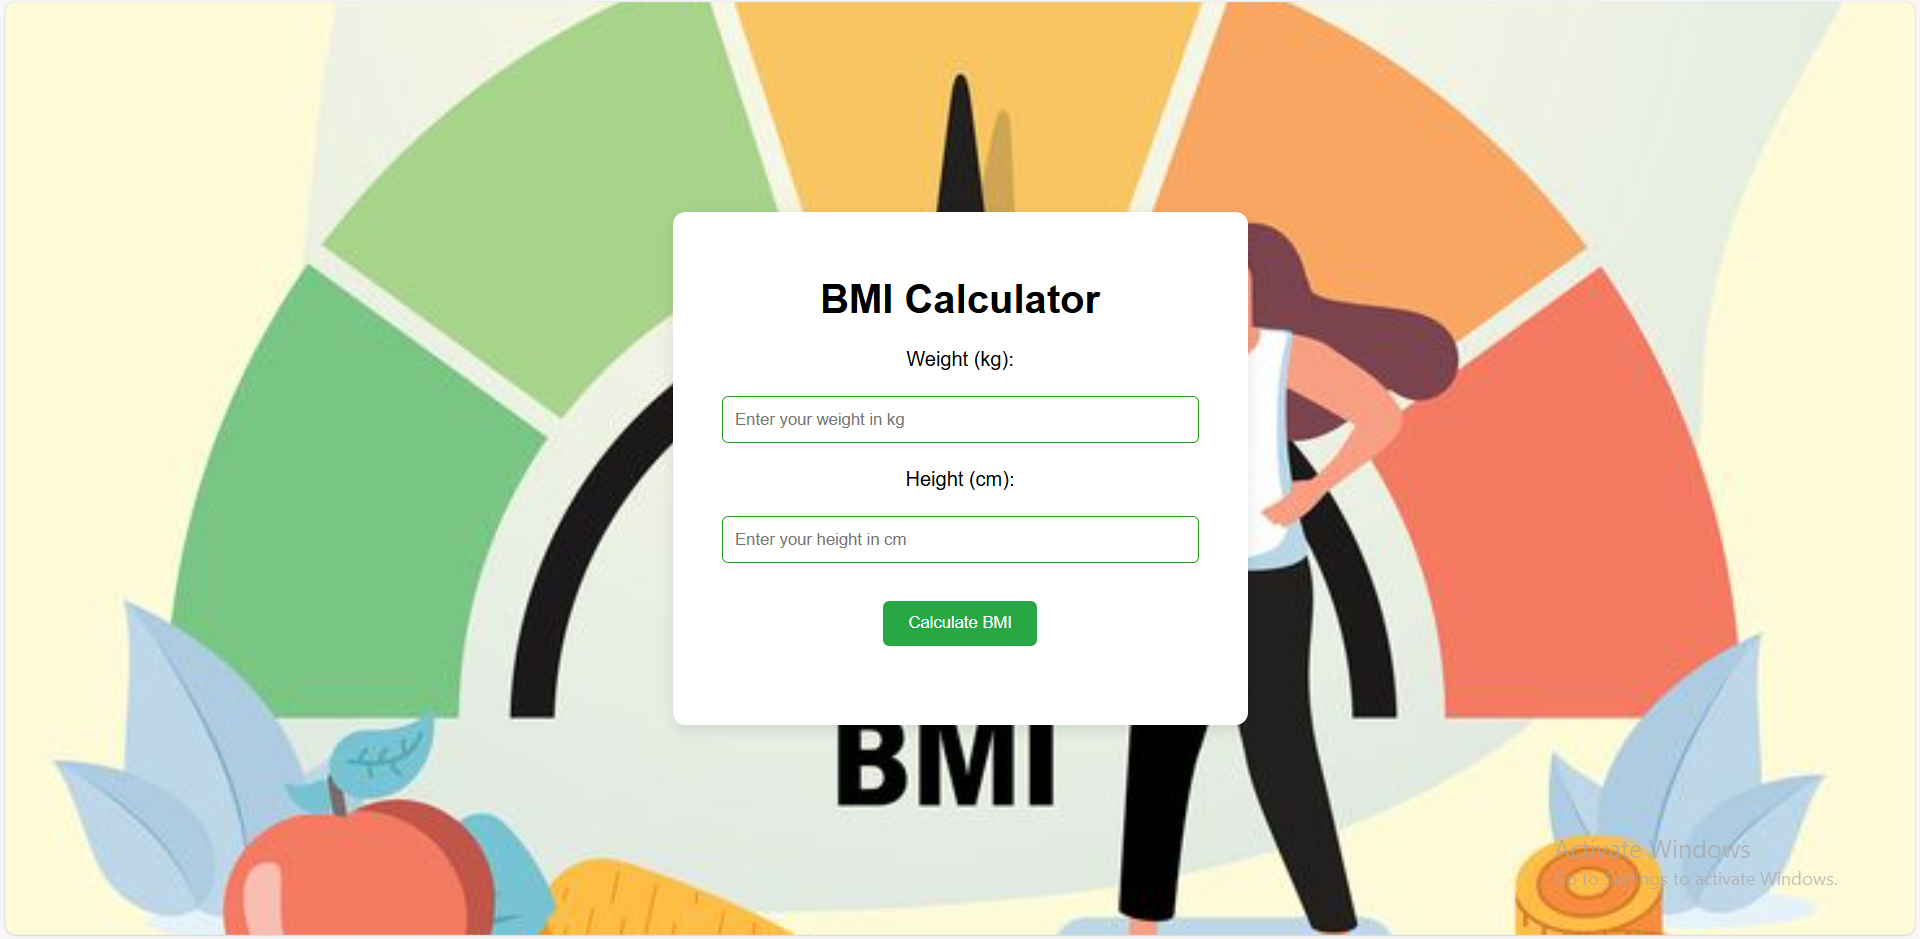 BMI Calculator
Weight (kg):
Enter your weight in kg
Height (cm):
Enter your height in cm
Calculate BMI
BMI
Activate Windows
Go to Settings to activate Windows.